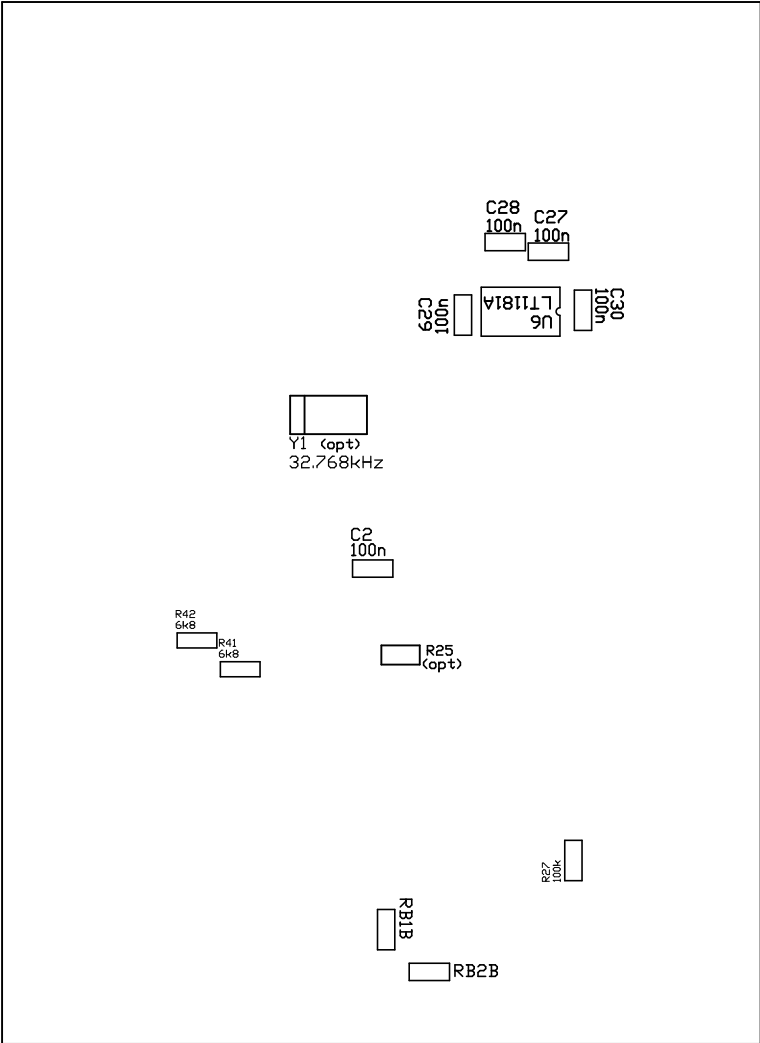 C28
100n
C27
100n
C29
100n
U6
LT1181A
C30
100n
Y1 (opt)
32.768kHz
C2
100n
R42
6k8
R41
6k8
R25
(opt)
R27
100k
RB1B
RB2B